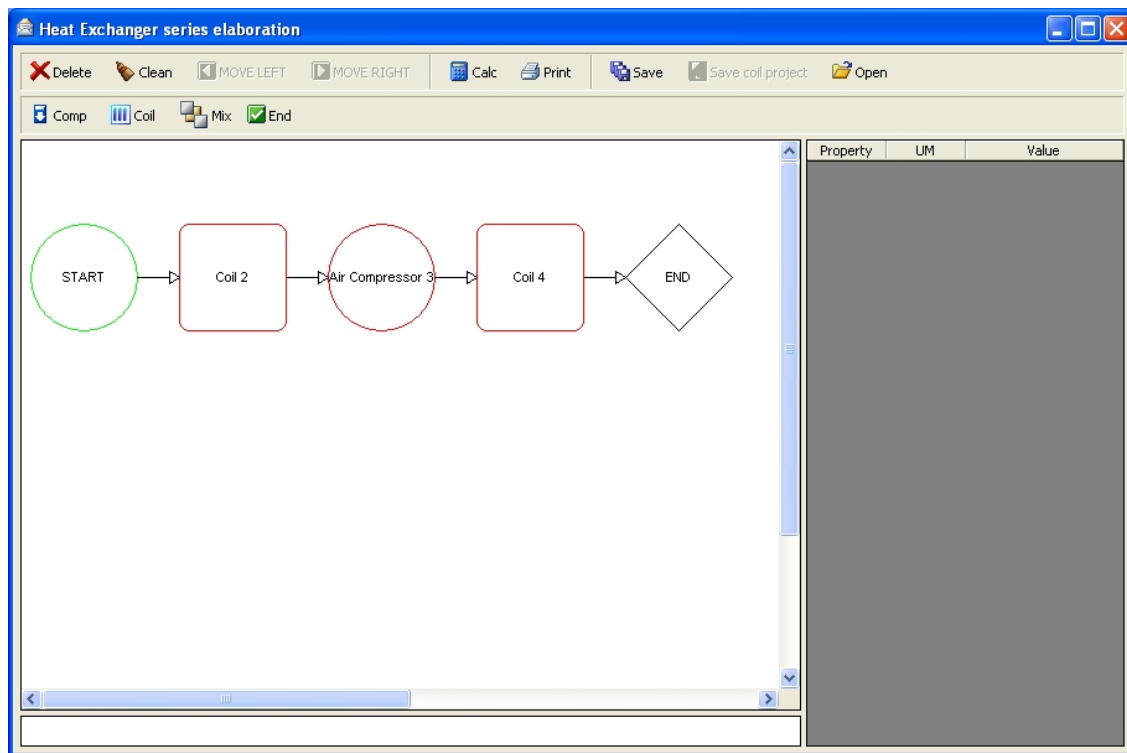 Heat Exchanger series elaboration
Delete Clean MOVE LEFT MOVE RIGHT Calc Print Save Save coil project Open
Comp Coil Mix End
Property UM Value
START Coil 2 Air Compressor 3 Coil 4 END